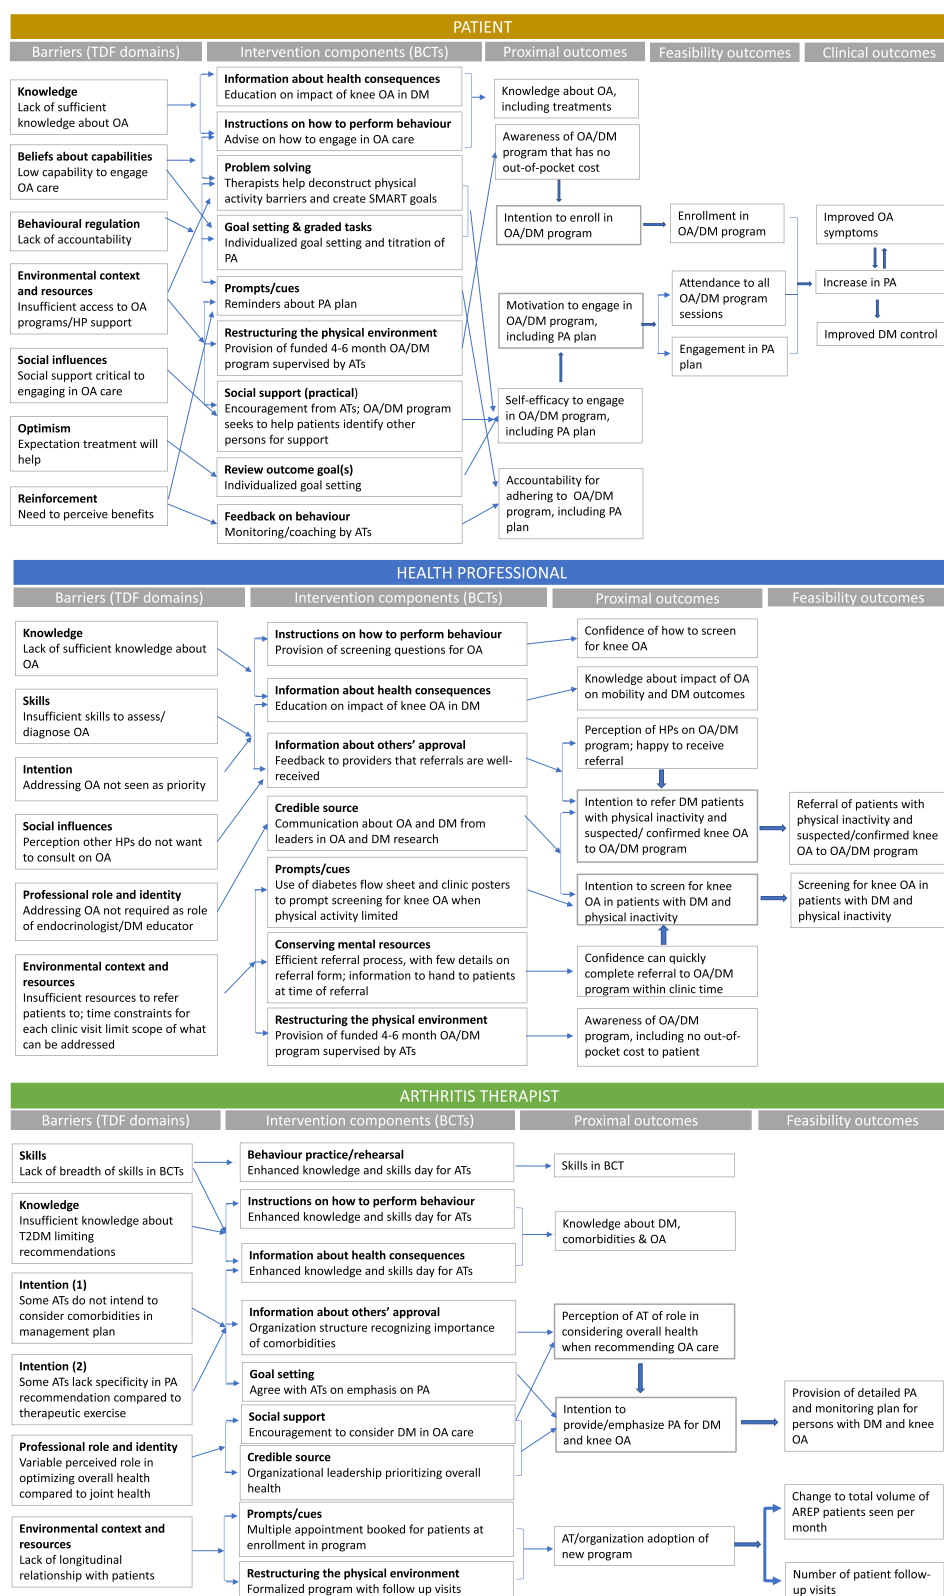 PATIENT
Barriers (TDF domains)
Intervention components (BCTs)
Proximal outcomes
Feasibility outcomes
Clinical outcomes
Knowledge
Lack of sufficient
knowledge about OA
Beliefs about capabilities
Low capability to engage
OA care
Behavioural regulation
Lack of accountability
Environmental context
and resources
Insufficient access to OA
programs/HP support
Social influences
Social support critical to
engaging in OA care
Optimism
Expectation treatment will
help
Reinforcement
Need to perceive benefits
Information about health consequences
Education on impact of knee OA in DM
Instructions on how to perform behaviour
Advise on how to engage in OA care
Problem solving
Therapists help deconstruct physical
activity barriers and create SMART goals
Goal setting & graded tasks
Individualized goal setting and titration of
PA
Prompts/cues
Reminders about PA plan
Restructuring the physical environment
Provision of funded 4-6 month OA/DM
program supervised by ATs
Social support (practical)
Encouragement from ATs; OA/DM program
seeks to help patients identify other
persons for support
Review outcome goal(s)
Individualized goal setting
Feedback on behaviour
Monitoring/coaching by ATs
Knowledge about OA,
including treatments
Awareness of OA/DM
program that has no
out-of-pocket cost
Intention to enroll in
OA/DM program
Motivation to engage in
OA/DM program,
including PA plan
Self-efficacy to engage
in OA/DM program,
including PA plan
Accountability for
adhering to OA/DM
program, including PA
plan
Enrollment in
OA/DM program
Attendance to all
OA/DM program
sessions
Engagement in PA
plan
Improved OA
symptoms
Increase in PA
Improved DM control
HEALTH PROFESSIONAL
Barriers (TDF domains)
Intervention components (BCTs)
Proximal outcomes
Feasibility outcomes
Knowledge
Lack of sufficient knowledge about
OA
Skills
Insufficient skills to assess/
diagnose OA
Intention
Addressing OA not seen as priority
Social influences
Perception other HPs do not want
to consult on OA
Professional role and identity
Addressing OA not required as role
of endocrinologist/DM educator
Environmental context and
resources
Insufficient resources to refer
patients to; time constraints for
each clinic visit limit scope of what
can be addressed
Instructions on how to perform behaviour
Provision of screening questions for OA
Information about health consequences
Education on impact of knee OA in DM
Information about others' approval
Feedback to providers that referrals are well-
received
Credible source
Communication about OA and DM from
leaders in OA and DM research
Prompts/cues
Use of diabetes flow sheet and clinic posters
to prompt screening for knee OA when
physical activity limited
Conserving mental resources
Efficient referral process, with few details on
referral form; information to hand to patients
at time of referral
Restructuring the physical environment
Provision of funded 4-6 month OA/DM
program supervised by ATs
Confidence of how to screen
for knee OA
Knowledge about impact of OA
on mobility and DM outcomes
Perception of HPs on OA/DM
program; happy to receive
referral
Intention to refer DM patients
with physical inactivity and
suspected/ confirmed knee OA
to OA/DM program
Intention to screen for knee
OA in patients with DM and
physical inactivity
Confidence can quickly
complete referral to OA/DM
program within clinic time
Awareness of OA/DM
program, including no out-of-
pocket cost to patient
Referral of patients with
physical inactivity and
suspected/confirmed knee
OA to OA/DM program
Screening for knee OA in
patients with DM and
physical inactivity
ARTHRITIS THERAPIST
Barriers (TDF domains)
Intervention components (BCTs)
Proximal outcomes
Feasibility outcomes
Skills
Lack of breadth of skills in BCTs
Knowledge
Insufficient knowledge about
T2DM limiting
recommendations
Intention (1)
Some ATs do not intend to
consider comorbidities in
management plan
Intention (2)
Some ATs lack specificity in PA
recommendation compared to
therapeutic exercise
Professional role and identity
Variable perceived role in
optimizing overall health
compared to joint health
Environmental context and
resources
Lack of longitudinal
relationship with patients
Behaviour practice/rehearsal
Enhanced knowledge and skills day for ATs
Instructions on how to perform behaviour
Enhanced knowledge and skills day for ATs
Information about health consequences
Enhanced knowledge and skills day for ATs
Information about others' approval
Organization structure recognizing importance
of comorbidities
Goal setting
Agree with ATs on emphasis on PA
Social support
Encouragement to consider DM in OA care
Credible source
Organizational leadership prioritizing overall
health
Prompts/cues
Multiple appointment booked for patients at
enrollment in program
Restructuring the physical environment
Formalized program with follow up visits
Skills in BCT
Knowledge about DM,
comorbidities & OA
Perception of AT of role in
considering overall health
when recommending OA care
Intention to
provide/emphasize PA for DM
and knee OA
AT/organization adoption of
new program
Provision of detailed PA
and monitoring plan for
persons with DM and knee
OA
Change to total volume of
AREP patients seen per
month
Number of patient follow-
up visits